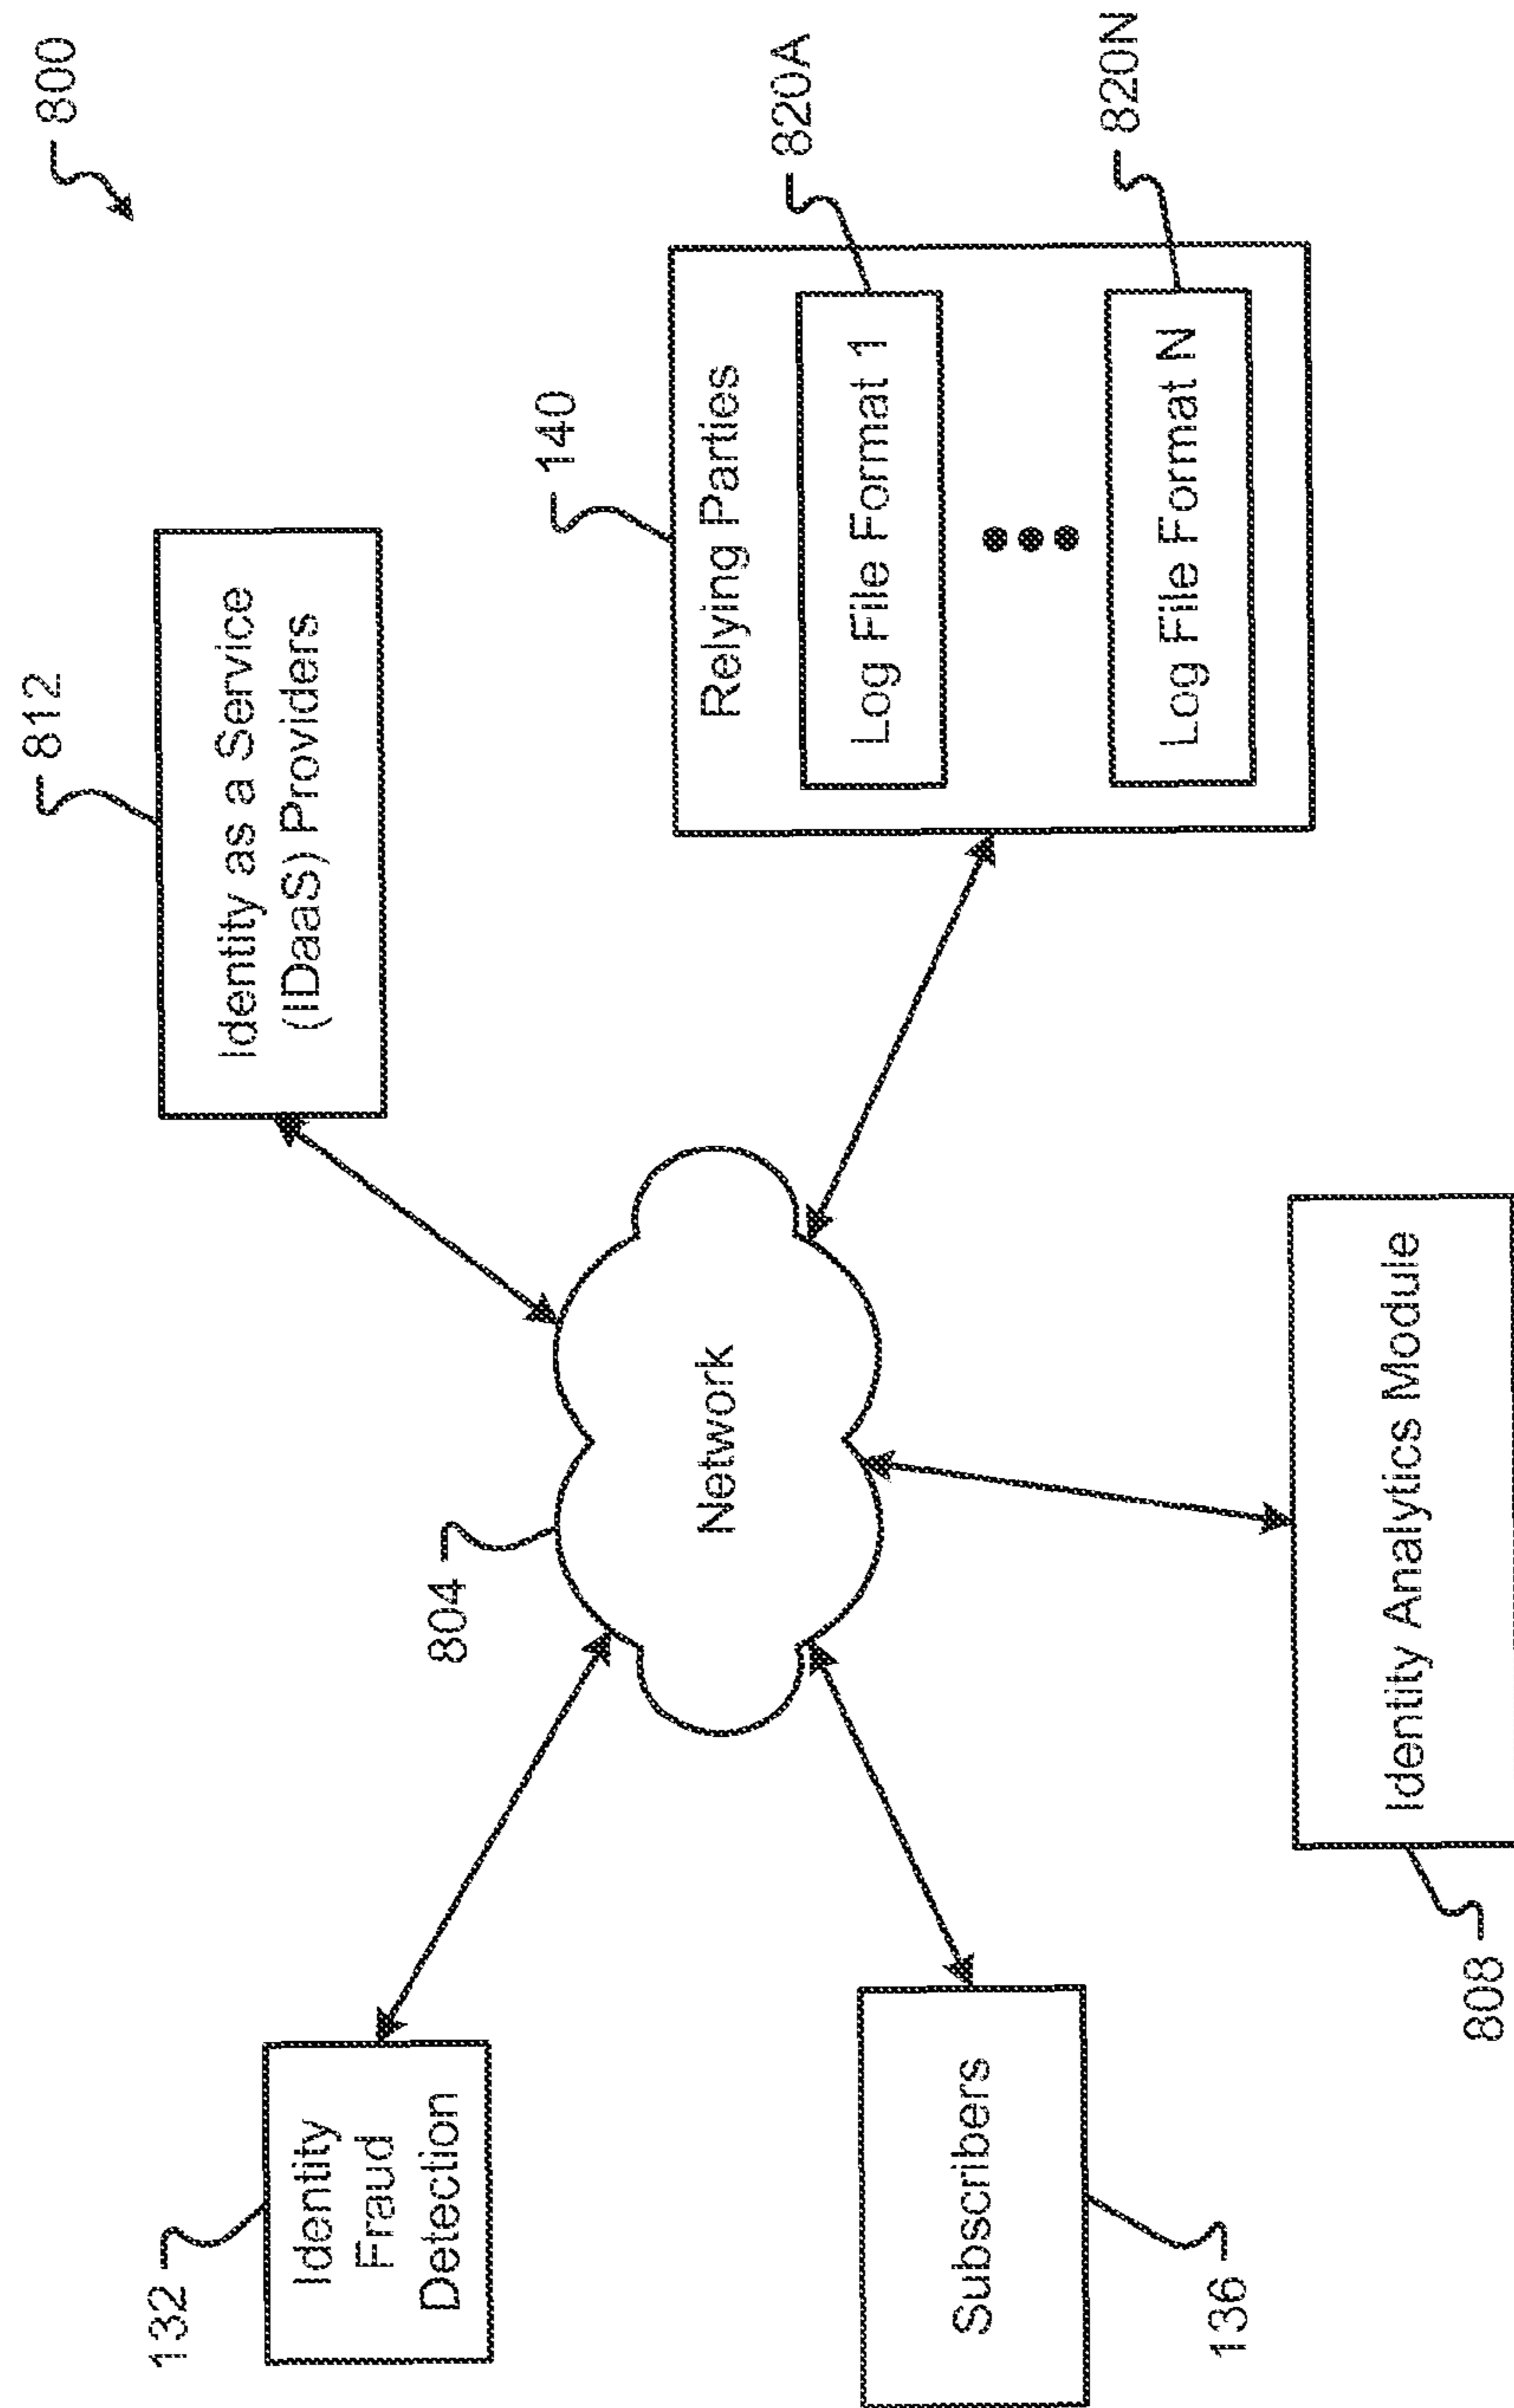 800
812
Identity as a Service
(IDaaS) Providers
132
Identity
Fraud
Detection
804
Network
140
Relying Parties
Log File Format 1
820A
Log File Format N
820N
Subscribers
136
Identity Analytics Module
808